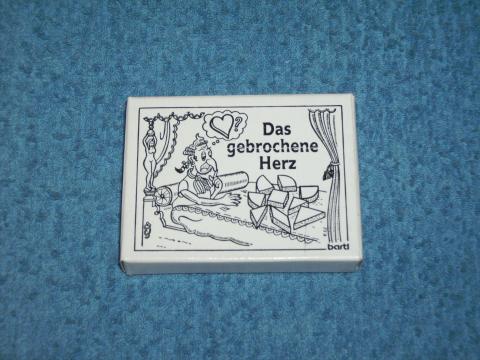 ?
Das
gebrochene
Herz
bartl